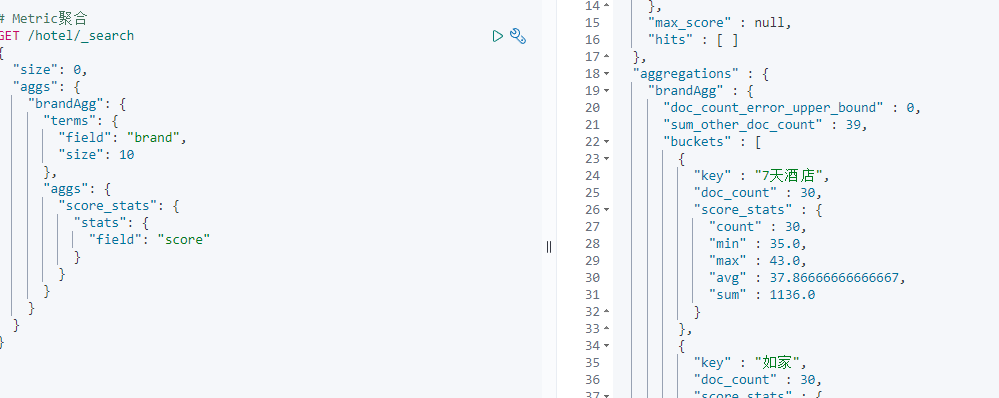 # Metric聚合
GET /hotel/_search
{
  "size": 0,
  "aggs": {
    "brandAgg": {
      "terms": {
        "field": "brand",
        "size": 10
      },
      "aggs": {
        "score_stats": {
          "stats": {
            "field": "score"
          }
        }
      }
    }
  }
}
14 },
15 "max_score" : null,
16 "hits" : [ ]
17 },
18 "aggregations" : {
19 "brandAgg" : {
20 "doc_count_error_upper_bound" : 0,
21 "sum_other_doc_count" : 39,
22 "buckets" : [
23 {
24 "key" : "7天酒店",
25 "doc_count" : 30,
26 "score_stats" : {
27 "count" : 30,
28 "min" : 35.0,
29 "max" : 43.0,
30 "avg" : 37.86666666666667,
31 "sum" : 1136.0
32 }
33 },
34 {
35 "key" : "如家",
36 "doc_count" : 30,
37 "score_stats" : {